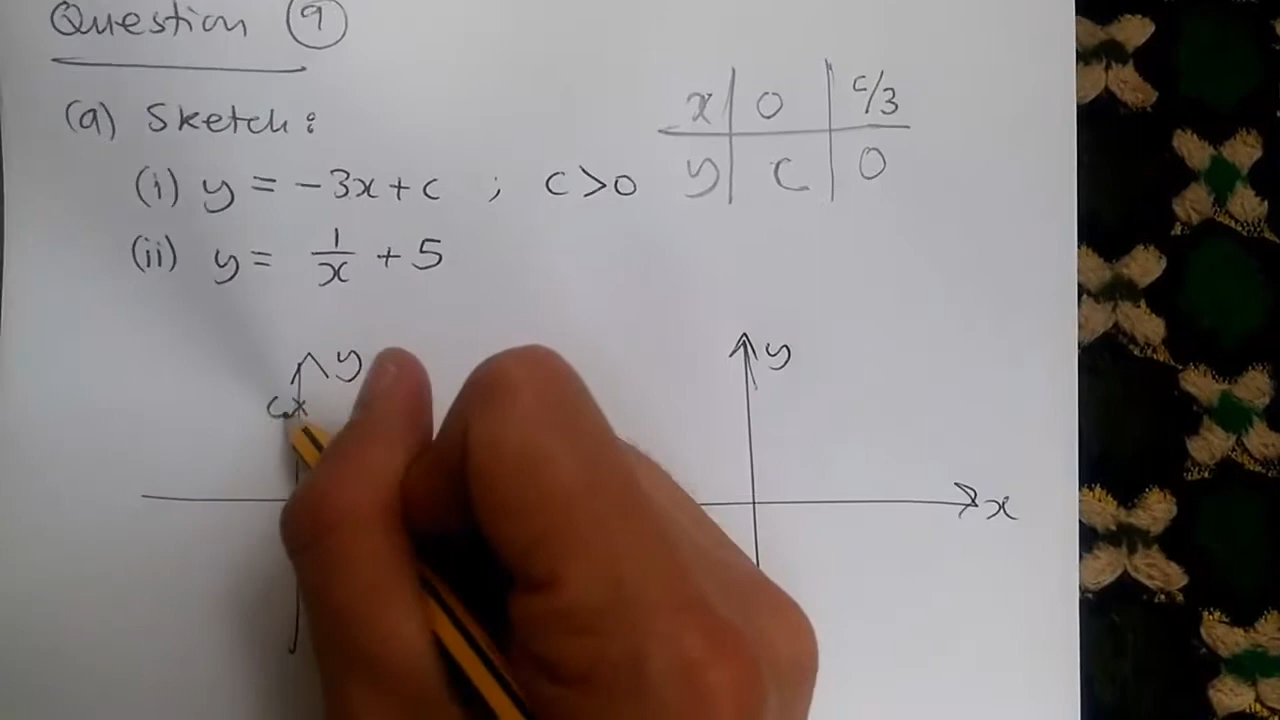 Question 9
(a) Sketch:
(i) y = -3x + c ; c > 0
(ii) y = 1/x + 5
x | 0 | c/3
y | c | 0
y
c
y
x